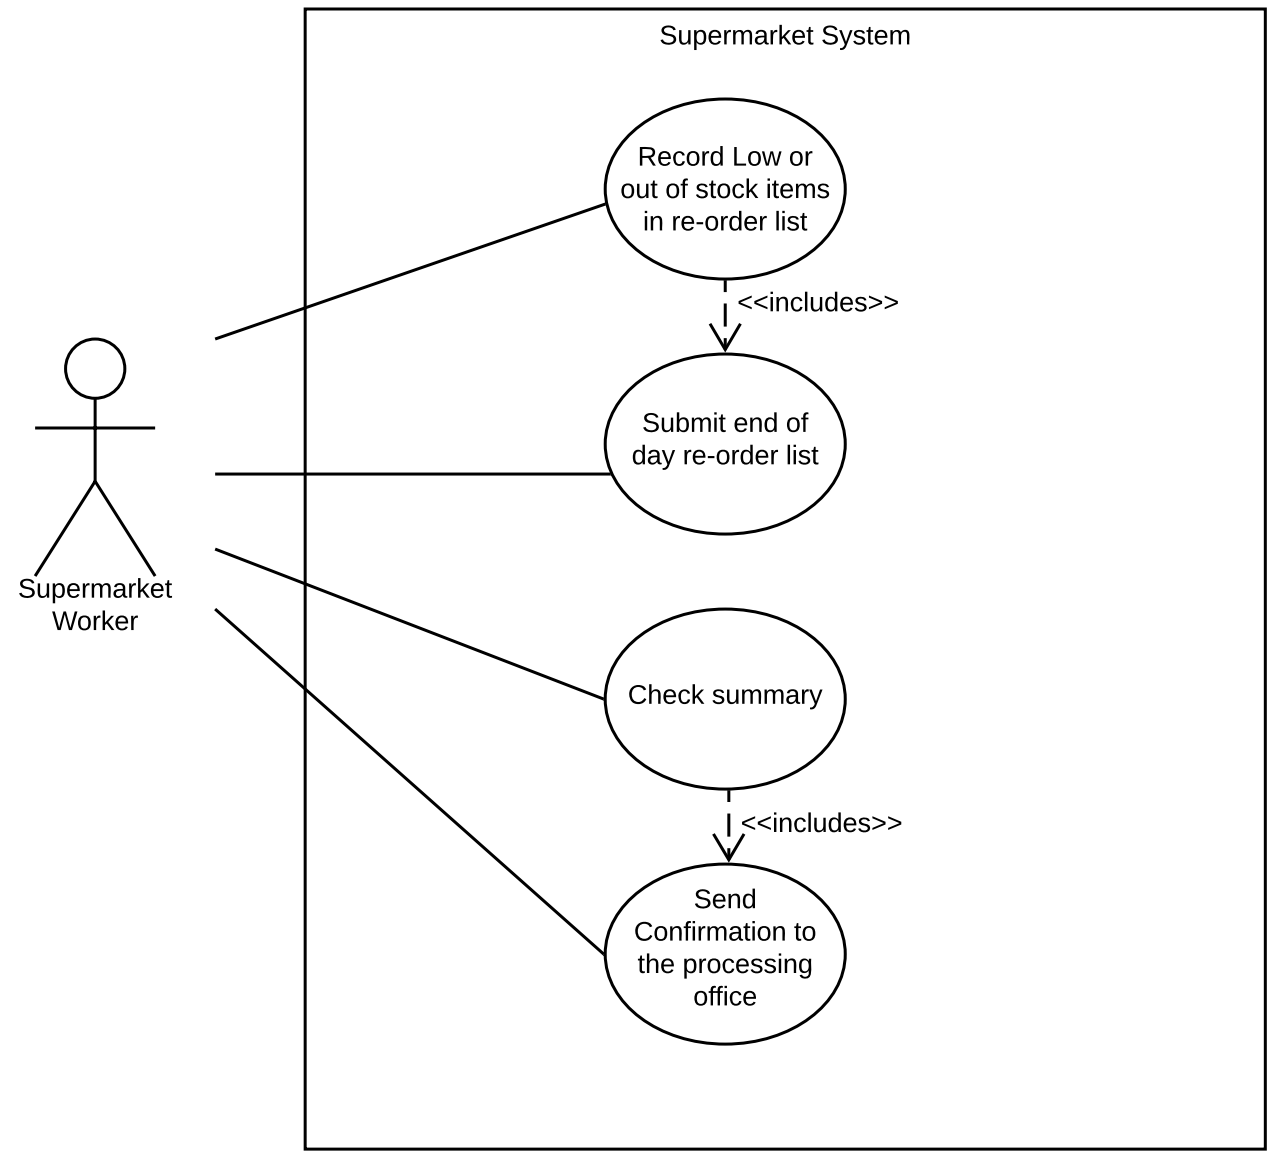 Supermarket System
Record Low or
out of stock items
in re-order list
<<includes>>
Submit end of
day re-order list
Supermarket
Worker
Check summary
<<includes>>
Send
Confirmation to
the processing
office